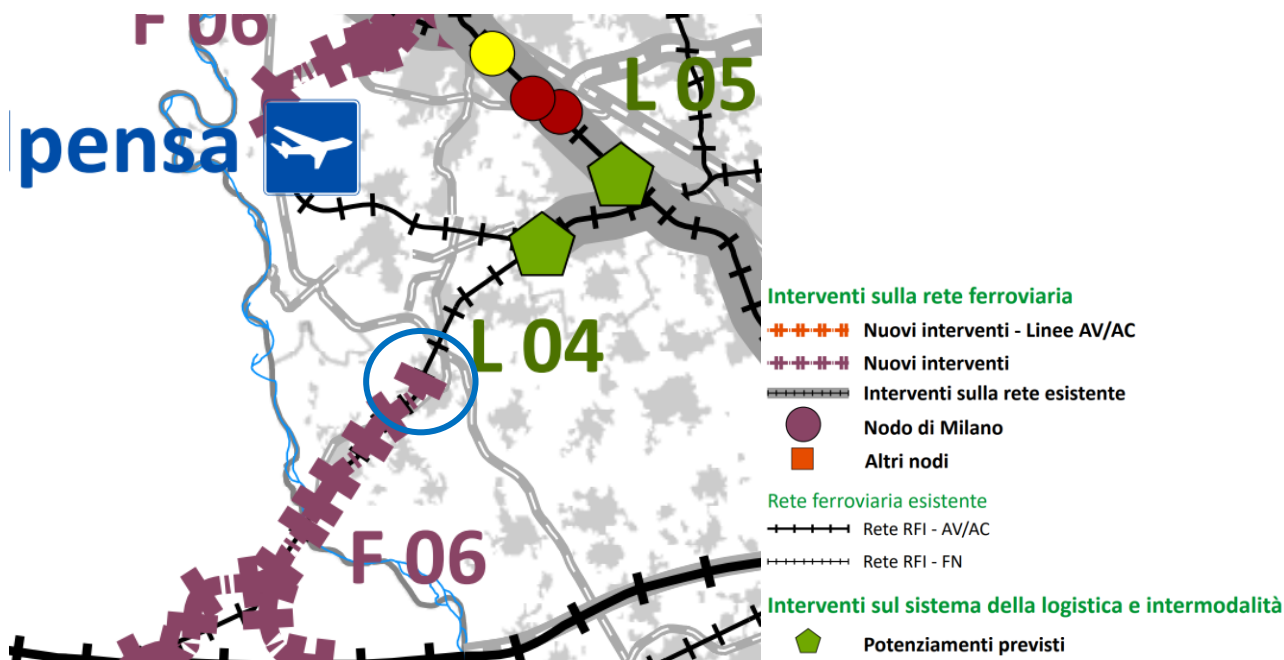 F 06
L 05
pensa
L 04
F 06
Interventi sulla rete ferroviaria
Nuovi interventi - Linee AV/AC
Nuovi interventi
Interventi sulla rete esistente
Nodo di Milano
Altri nodi
Rete ferroviaria esistente
Rete RFI - AV/AC
Rete RFI - FN
Interventi sul sistema della logistica e intermodalità
Potenziamenti previsti